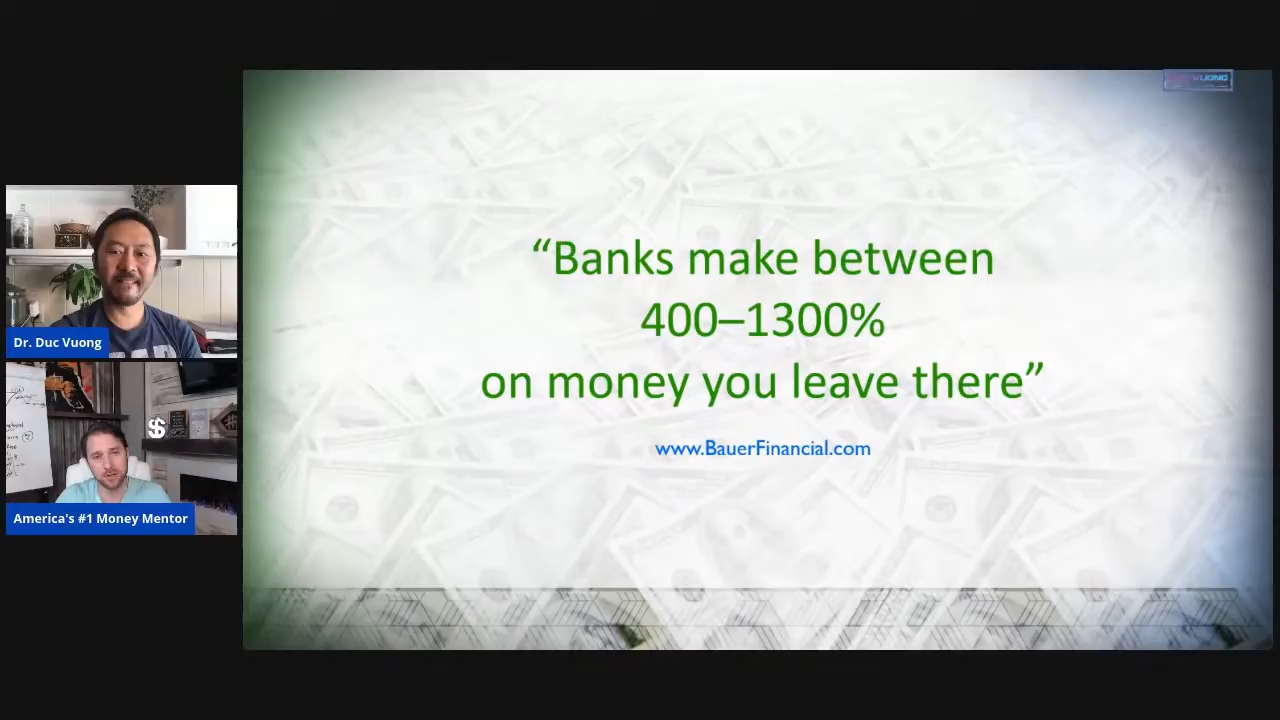 Dr. Duc Vuong
America's #1 Money Mentor
$
“Banks make between
400–1300%
on money you leave there”
www.BauerFinancial.com